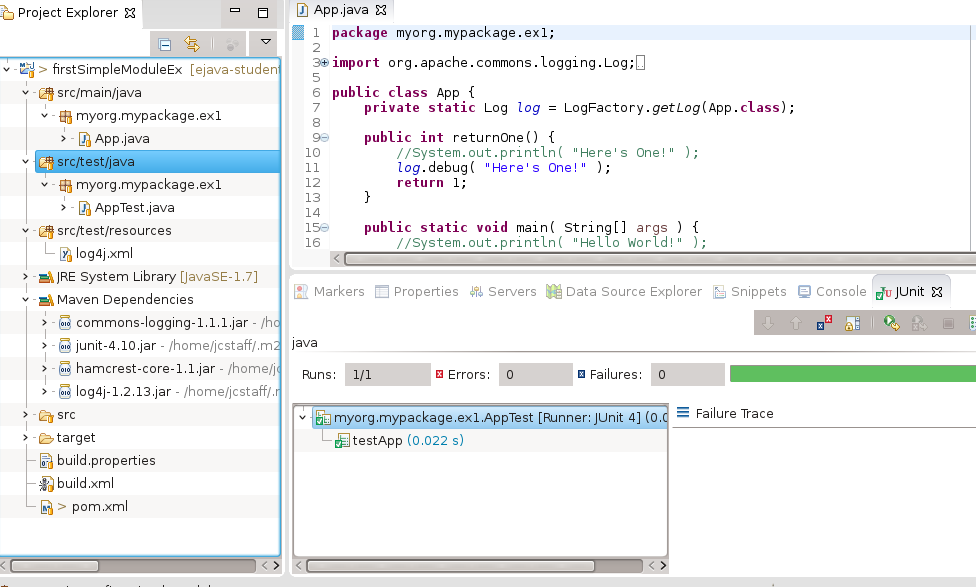 Project Explorer
firstSimpleModuleEx [ejava-student
src/main/java
myorg.mypackage.ex1
App.java
src/test/java
myorg.mypackage.ex1
AppTest.java
src/test/resources
log4j.xml
JRE System Library [JavaSE-1.7]
Maven Dependencies
commons-logging-1.1.1.jar - /ho
junit-4.10.jar - /home/jcstaff/.m2
hamcrest-core-1.1.jar - /home/jc
log4j-1.2.13.jar - /home/jcstaff/.
src
target
build.properties
build.xml
> pom.xml
App.java
1 package myorg.mypackage.ex1;
2
3 import org.apache.commons.logging.Log;
5
6 public class App {
7 private static Log log = LogFactory.getLog(App.class);
8
9 public int returnOne() {
10 //System.out.println( "Here's One!" );
11 log.debug( "Here's One!" );
12 return 1;
13 }
14
15 public static void main( String[] args ) {
16 //System.out.println( "Hello World!" );
Markers Properties Servers Data Source Explorer Snippets Console JUnit
java
Runs: 1/1 Errors: 0 Failures: 0
myorg.mypackage.ex1.AppTest [Runner: JUnit 4] (0.0
testApp (0.022 s)
Failure Trace